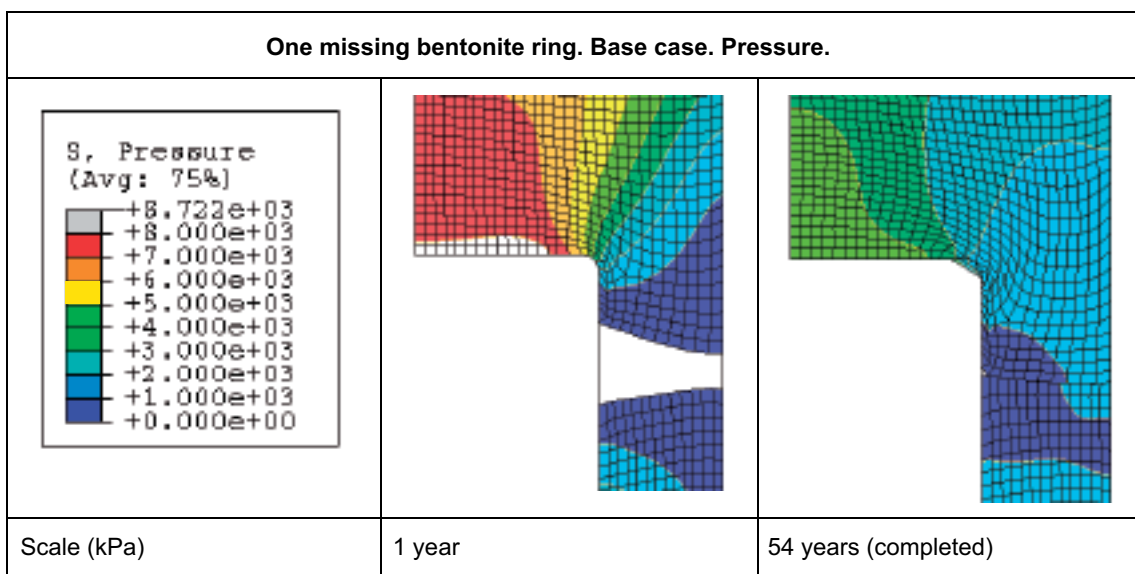 One missing bentonite ring. Base case. Pressure.
S, Pressure
(Avg: 75%)
+8.722e+03
+8.000e+03
+7.000e+03
+6.000e+03
+5.000e+03
+4.000e+03
+3.000e+03
+2.000e+03
+1.000e+03
+0.000e+00
Scale (kPa)
1 year
54 years (completed)